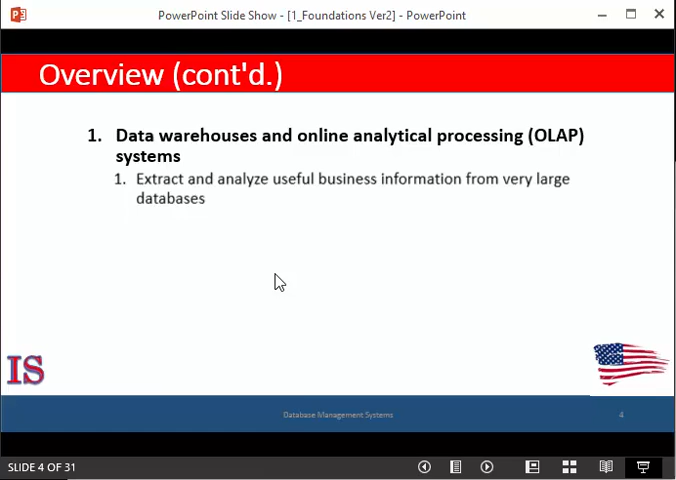 PowerPoint Slide Show - [1_Foundations Ver2] - PowerPoint
Overview (cont'd.)
1. Data warehouses and online analytical processing (OLAP)
systems
1. Extract and analyze useful business information from very large
databases
IS
Database Management Systems
4
SLIDE 4 OF 31